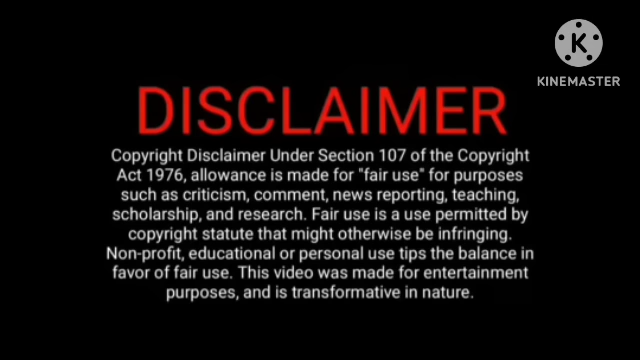 KINEMASTER
DISCLAIMER
Copyright Disclaimer Under Section 107 of the Copyright
Act 1976, allowance is made for "fair use" for purposes
such as criticism, comment, news reporting, teaching,
scholarship, and research. Fair use is a use permitted by
copyright statute that might otherwise be infringing.
Non-profit, educational or personal use tips the balance in
favor of fair use. This video was made for entertainment
purposes, and is transformative in nature.